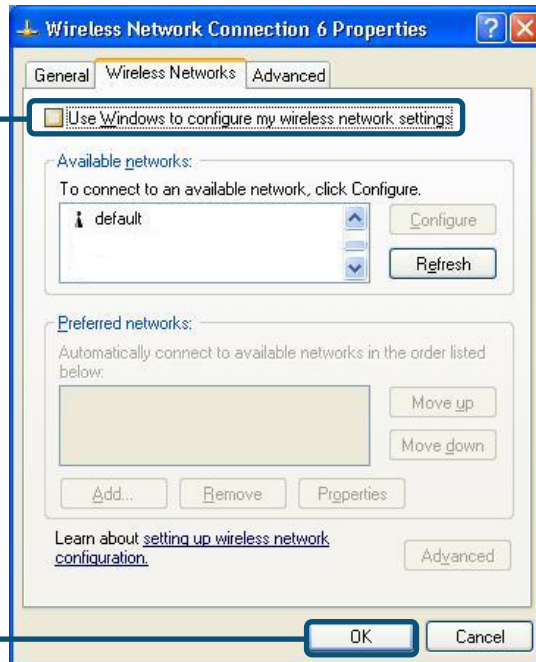 Wireless Network Connection 6 Properties
General Wireless Networks Advanced
Use Windows to configure my wireless network settings
Available networks:
To connect to an available network, click Configure.
default
Configure
Refresh
Preferred networks:
Automatically connect to available networks in the order listed
below:
Move up
Move down
Add... Remove Properties
Learn about setting up wireless network
configuration.
Advanced
OK Cancel